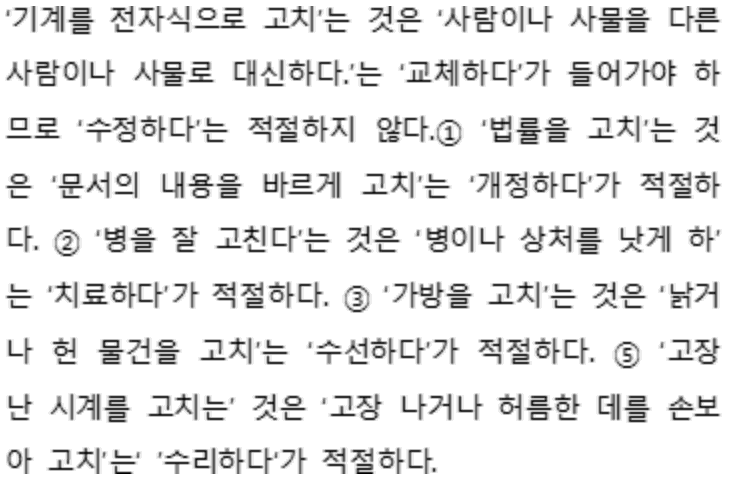 ‘기계를 전자식으로 고치’는 것은 ‘사람이나 사물을 다른
사람이나 사물로 대신하다.’는 ‘교체하다’가 들어가야 하
므로 ‘수정하다’는 적절하지 않다.① ‘법률을 고치’는 것
은 ‘문서의 내용을 바르게 고치’는 ‘개정하다’가 적절하
다. ② ‘병을 잘 고친다’는 것은 ‘병이나 상처를 낫게 하’
는 ‘치료하다’가 적절하다. ③ ‘가방을 고치’는 것은 ‘낡거
나 헌 물건을 고치’는 ‘수선하다’가 적절하다. ⑤ ‘고장
난 시계를 고치는’ 것은 ‘고장 나거나 허름한 데를 손보
아 고치’는‘ ’수리하다‘가 적절하다.